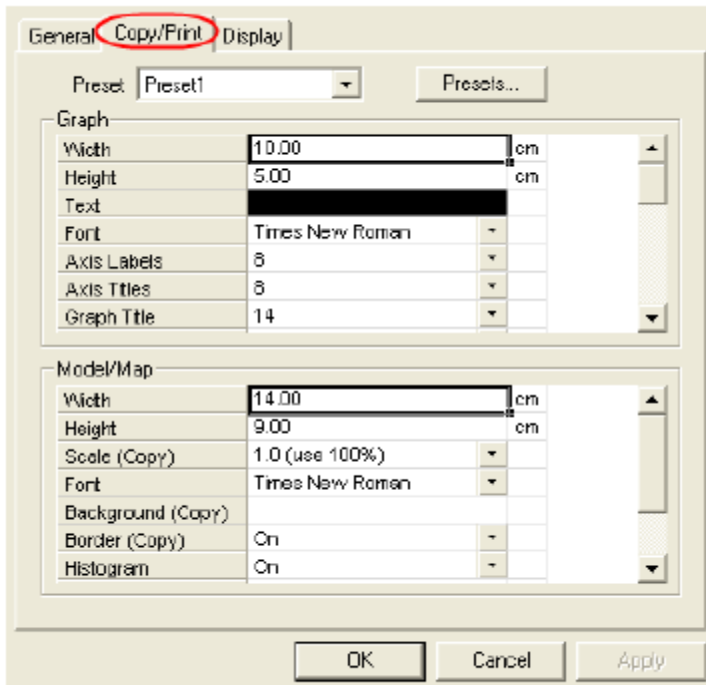 General Copy/Print Display
Preset Preset1 Presets...
Graph
Width 10.00 cm
Height 5.00 cm
Text
Font Times New Roman
Axis Labels 8
Axis Titles 8
Graph Title 14
Model/Map
Width 14.00 cm
Height 9.00 cm
Scale (Copy) 1.0 (use 100%)
Font Times New Roman
Background (Copy)
Border (Copy) On
Histogram On
OK Cancel Apply